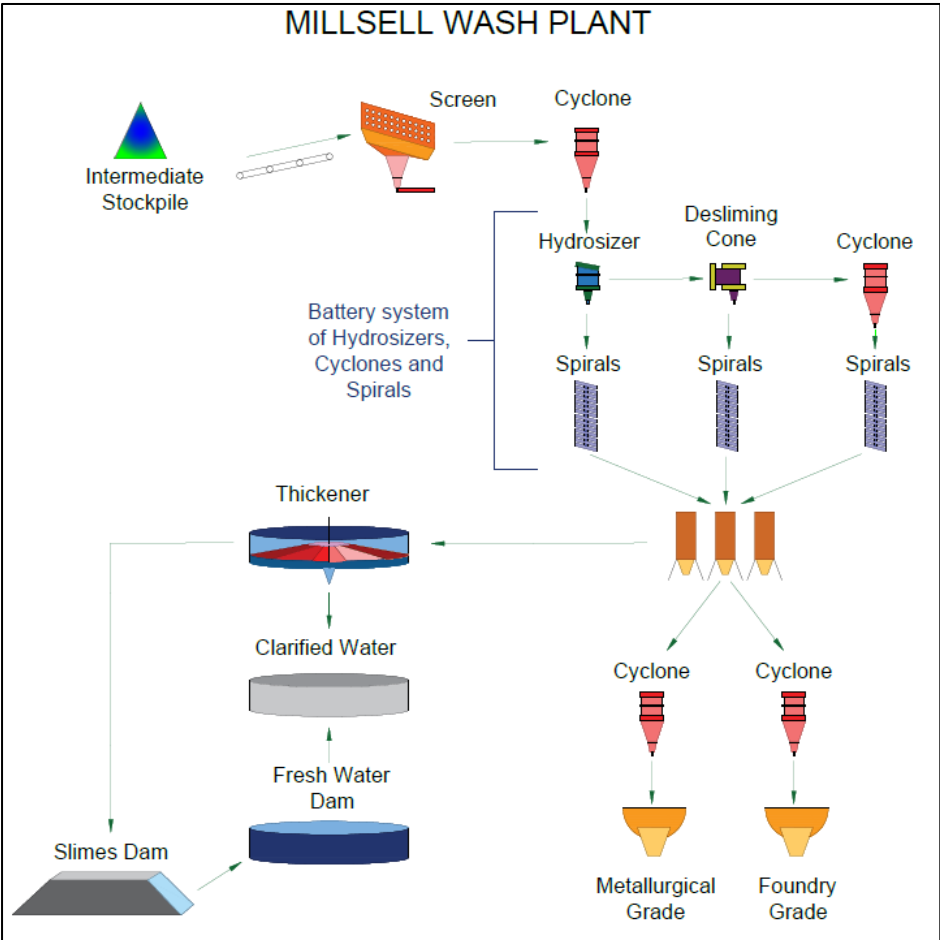 MILLSELL WASH PLANT
Screen
Cyclone
Intermediate
Stockpile
Hydrosizer
Desliming
Cone
Cyclone
Battery system
of Hydrosizers,
Cyclones and
Spirals
Spirals
Spirals
Spirals
Thickener
Clarified Water
Cyclone
Cyclone
Fresh Water
Dam
Slimes Dam
Metallurgical
Grade
Foundry
Grade